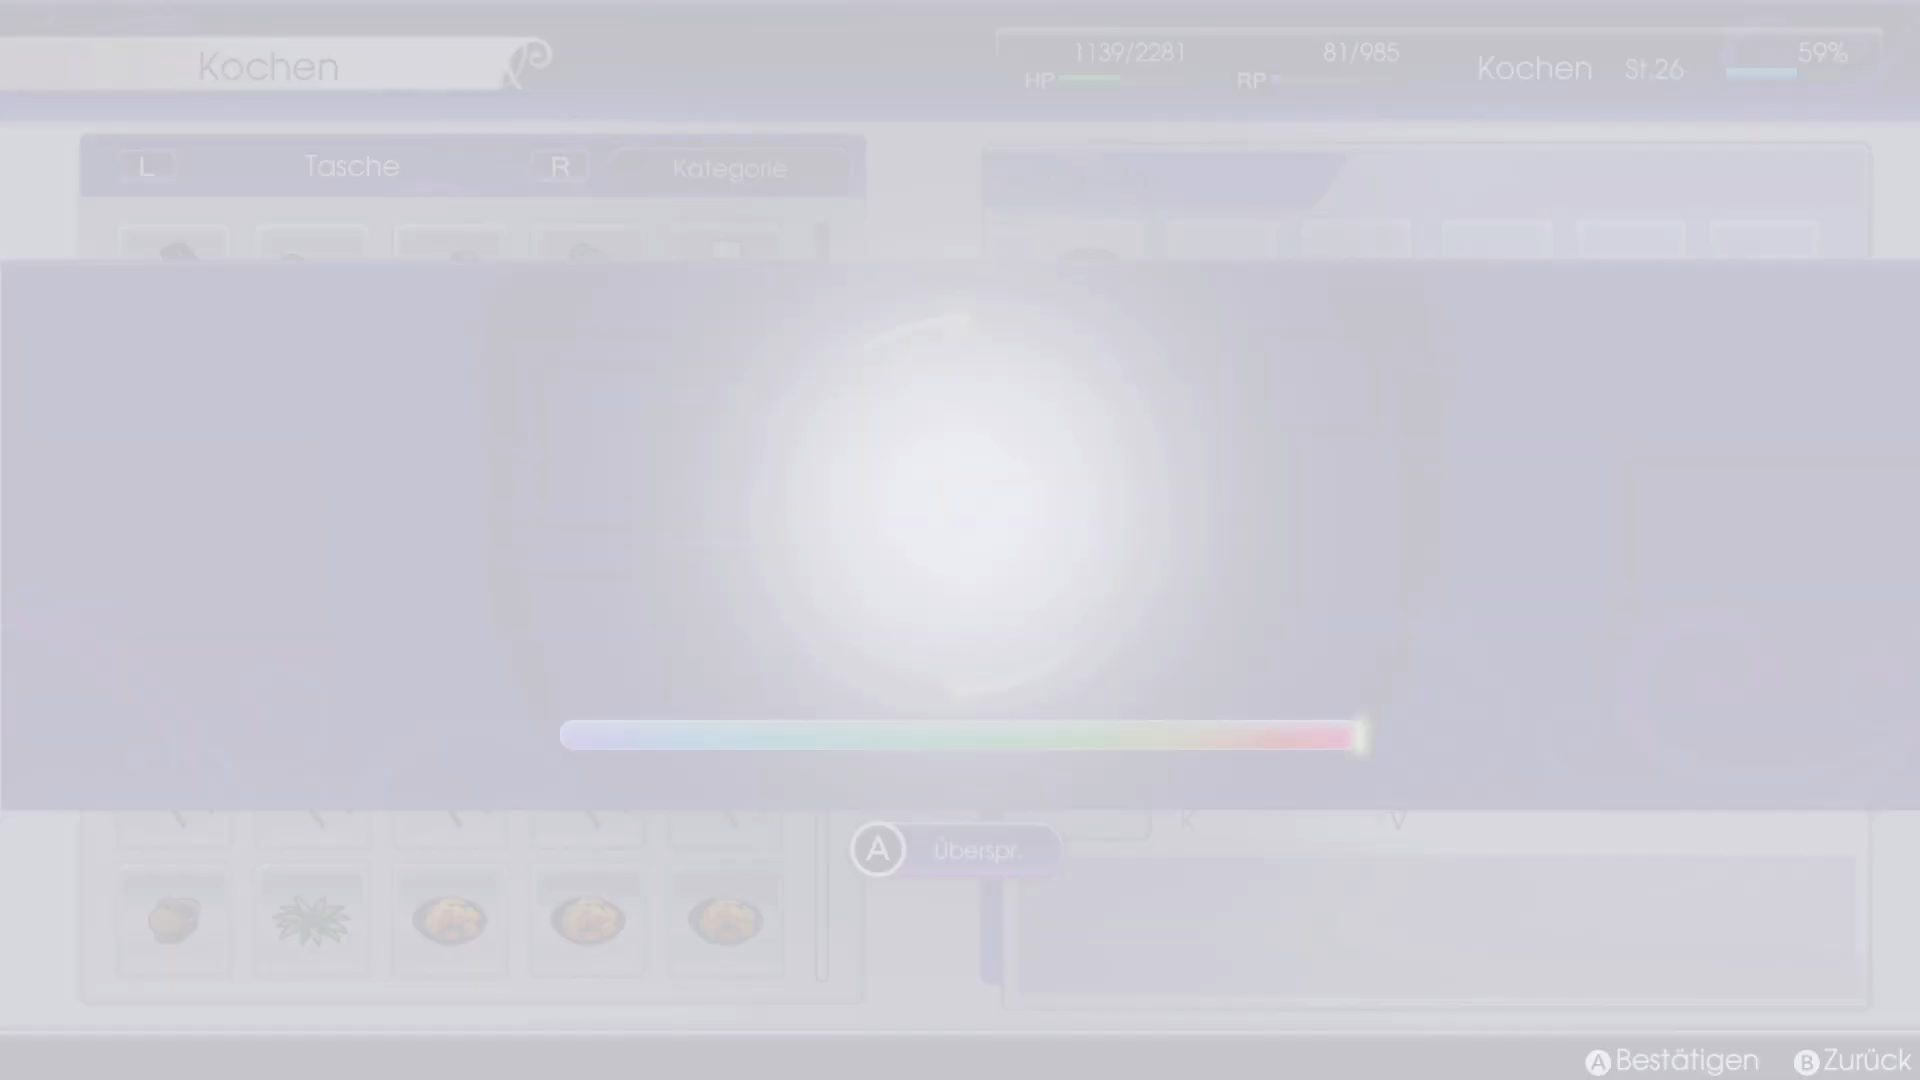 Kochen
1139/2281
HP
81/985
RP
Kochen St.26
59%
L Tasche R Kategorie
A Überspr.
A Bestätigen B Zurück